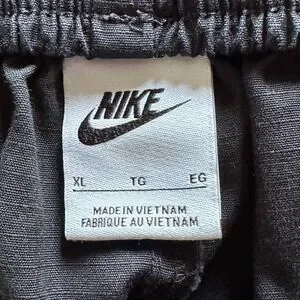 NIKE
XL TG EG
MADE IN VIETNAM
FABRIQUE AU VIETNAM